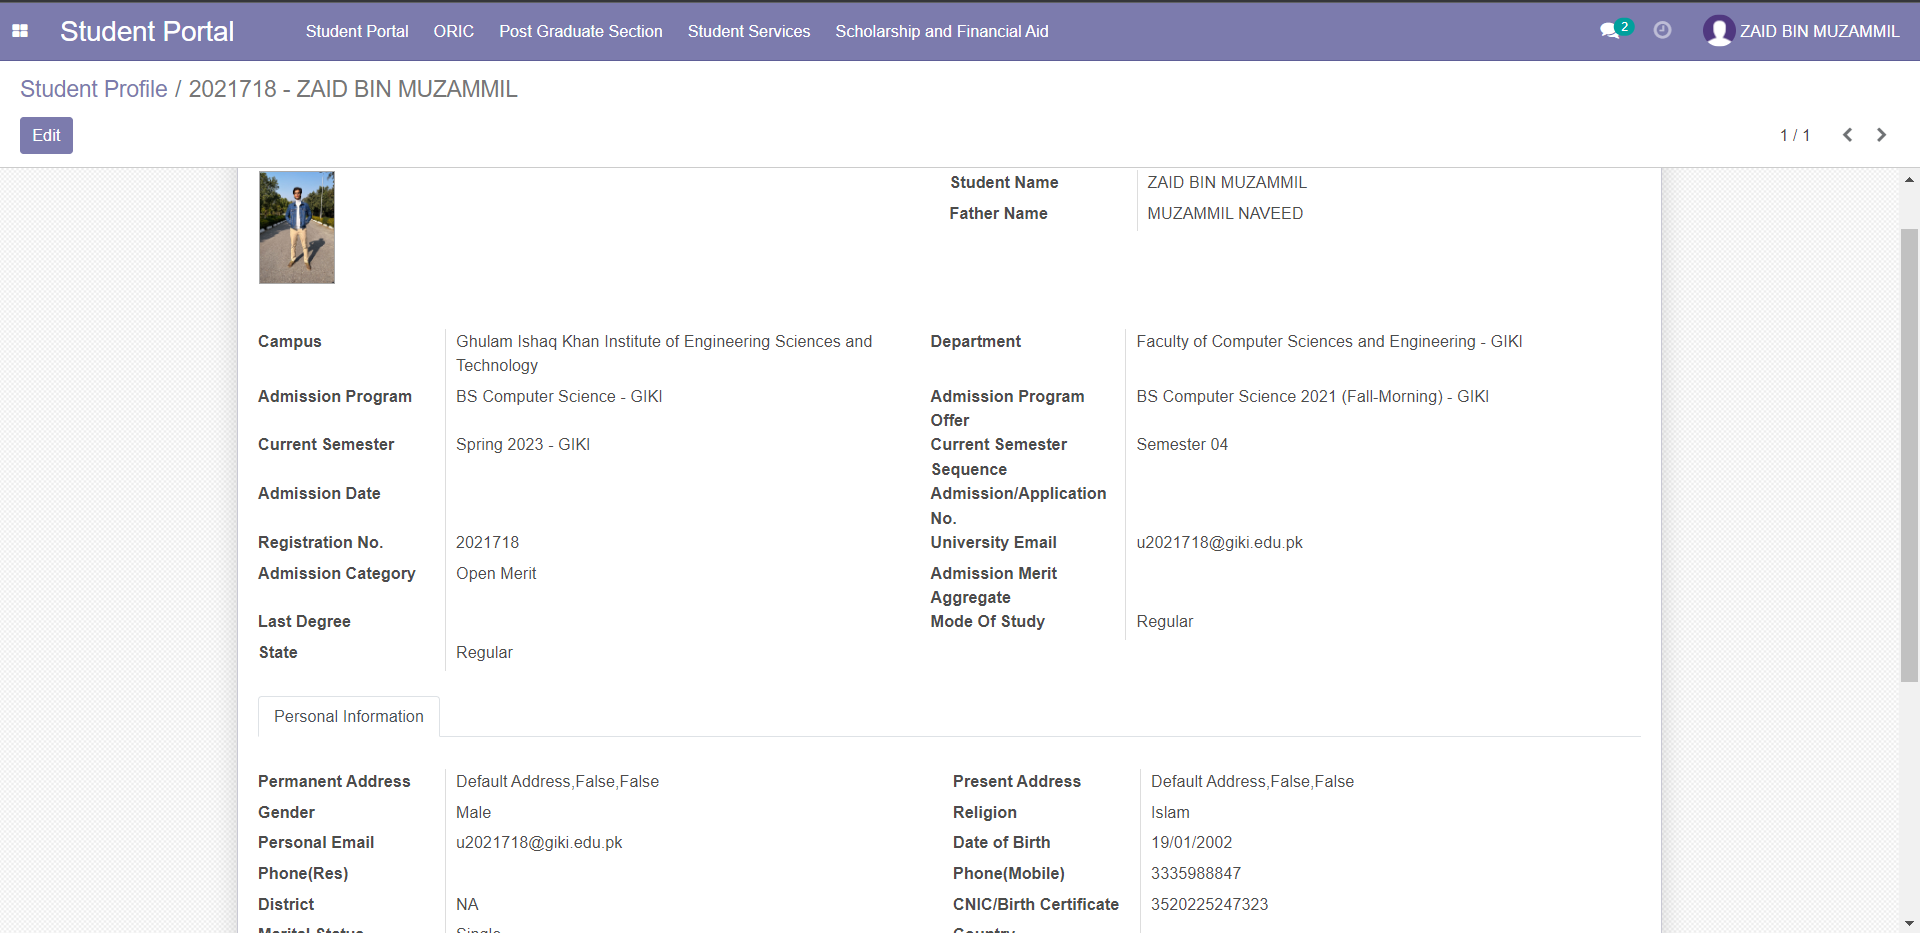 Student Portal
Student Portal ORIC Post Graduate Section Student Services Scholarship and Financial Aid
2
ZAID BIN MUZAMMIL
Student Profile / 2021718 - ZAID BIN MUZAMMIL
Edit
1 / 1
Student Name ZAID BIN MUZAMMIL
Father Name MUZAMMIL NAVEED
Campus Ghulam Ishaq Khan Institute of Engineering Sciences and
Technology
Department Faculty of Computer Sciences and Engineering - GIKI
Admission Program BS Computer Science - GIKI
Admission Program
Offer
BS Computer Science 2021 (Fall-Morning) - GIKI
Current Semester Spring 2023 - GIKI
Current Semester
Sequence
Semester 04
Admission Date
Admission/Application
No.
Registration No. 2021718
University Email u2021718@giki.edu.pk
Admission Category Open Merit
Admission Merit
Aggregate
Last Degree
Mode Of Study Regular
State Regular
Personal Information
Permanent Address Default Address,False,False
Present Address Default Address,False,False
Gender Male
Religion Islam
Personal Email u2021718@giki.edu.pk
Date of Birth 19/01/2002
Phone(Res)
Phone(Mobile) 3335988847
District NA
CNIC/Birth Certificate 3520225247323
Marital Status Single
Country